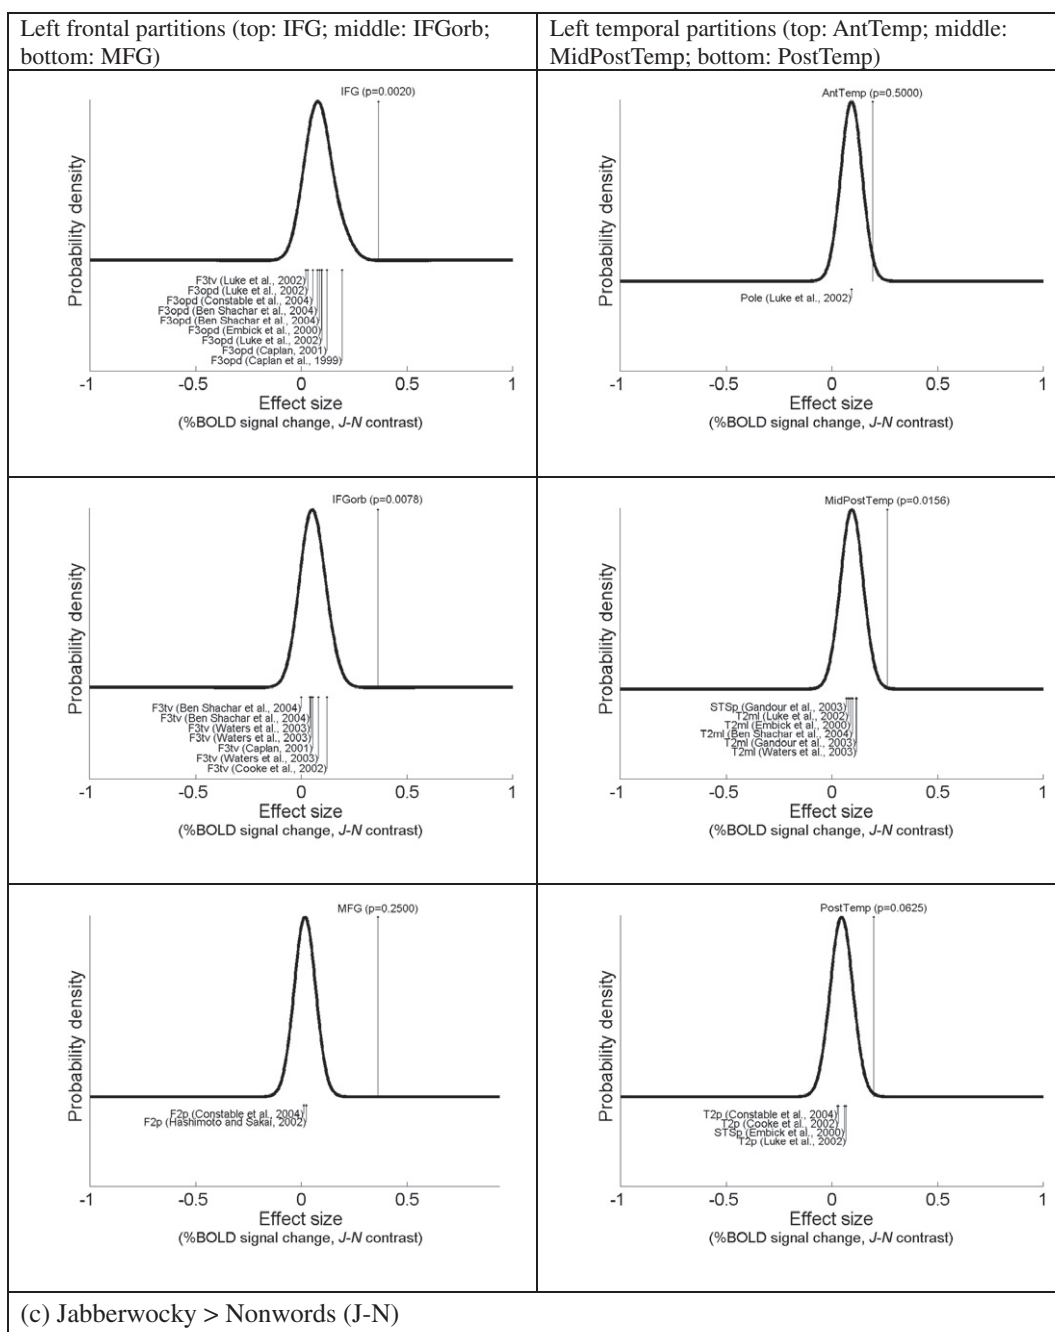 Left frontal partitions (top: IFG; middle: IFGorb;
bottom: MFG)
Left temporal partitions (top: AntTemp; middle:
MidPostTemp; bottom: PostTemp)
IFG (p=0.0020)
Probability density
F3tv (Luke et al., 2002)
F3opd (Luke et al., 2002)
F3opd (Constable et al., 2004)
F3opd (Ben Shachar et al., 2004)
F3opd (Ben Shachar et al., 2004)
F3opd (Embick et al., 2000)
F3opd (Luke et al., 2002)
F3opd (Caplan, 2001)
F3opd (Caplan et al., 1999)
-1 -0.5 0 0.5 1
Effect size
(%BOLD signal change, J-N contrast)
AntTemp (p=0.5000)
Probability density
Pole (Luke et al., 2002)
-1 -0.5 0 0.5 1
Effect size
(%BOLD signal change, J-N contrast)
IFGorb (p=0.0078)
Probability density
F3tv (Ben Shachar et al., 2004)
F3tv (Ben Shachar et al., 2004)
F3tv (Waters et al., 2003)
F3tv (Waters et al., 2003)
F3tv (Caplan, 2001)
F3tv (Waters et al., 2003)
F3tv (Cooke et al., 2002)
-1 -0.5 0 0.5 1
Effect size
(%BOLD signal change, J-N contrast)
MidPostTemp (p=0.0156)
Probability density
STSp (Gandour et al., 2003)
T2ml (Luke et al., 2002)
T2ml (Embick et al., 2000)
T2ml (Ben Shachar et al., 2004)
T2ml (Gandour et al., 2003)
T2ml (Waters et al., 2003)
-1 -0.5 0 0.5 1
Effect size
(%BOLD signal change, J-N contrast)
MFG (p=0.2500)
Probability density
F2p (Constable et al., 2004)
F2p (Hashimoto and Sakai, 2002)
-1 -0.5 0 0.5
Effect size
(%BOLD signal change, J-N contrast)
PostTemp (p=0.0625)
Probability density
T2p (Constable et al., 2004)
T2p (Cooke et al., 2002)
STSp (Embick et al., 2000)
T2p (Luke et al., 2002)
-1 -0.5 0 0.5 1
Effect size
(%BOLD signal change, J-N contrast)
(c) Jabberwocky > Nonwords (J-N)